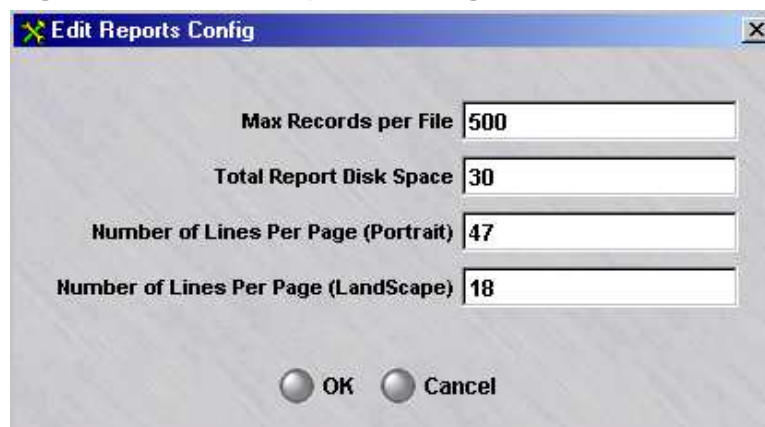 Edit Reports Config
Max Records per File 500
Total Report Disk Space 30
Number of Lines Per Page (Portrait) 47
Number of Lines Per Page (LandScape) 18
OK Cancel